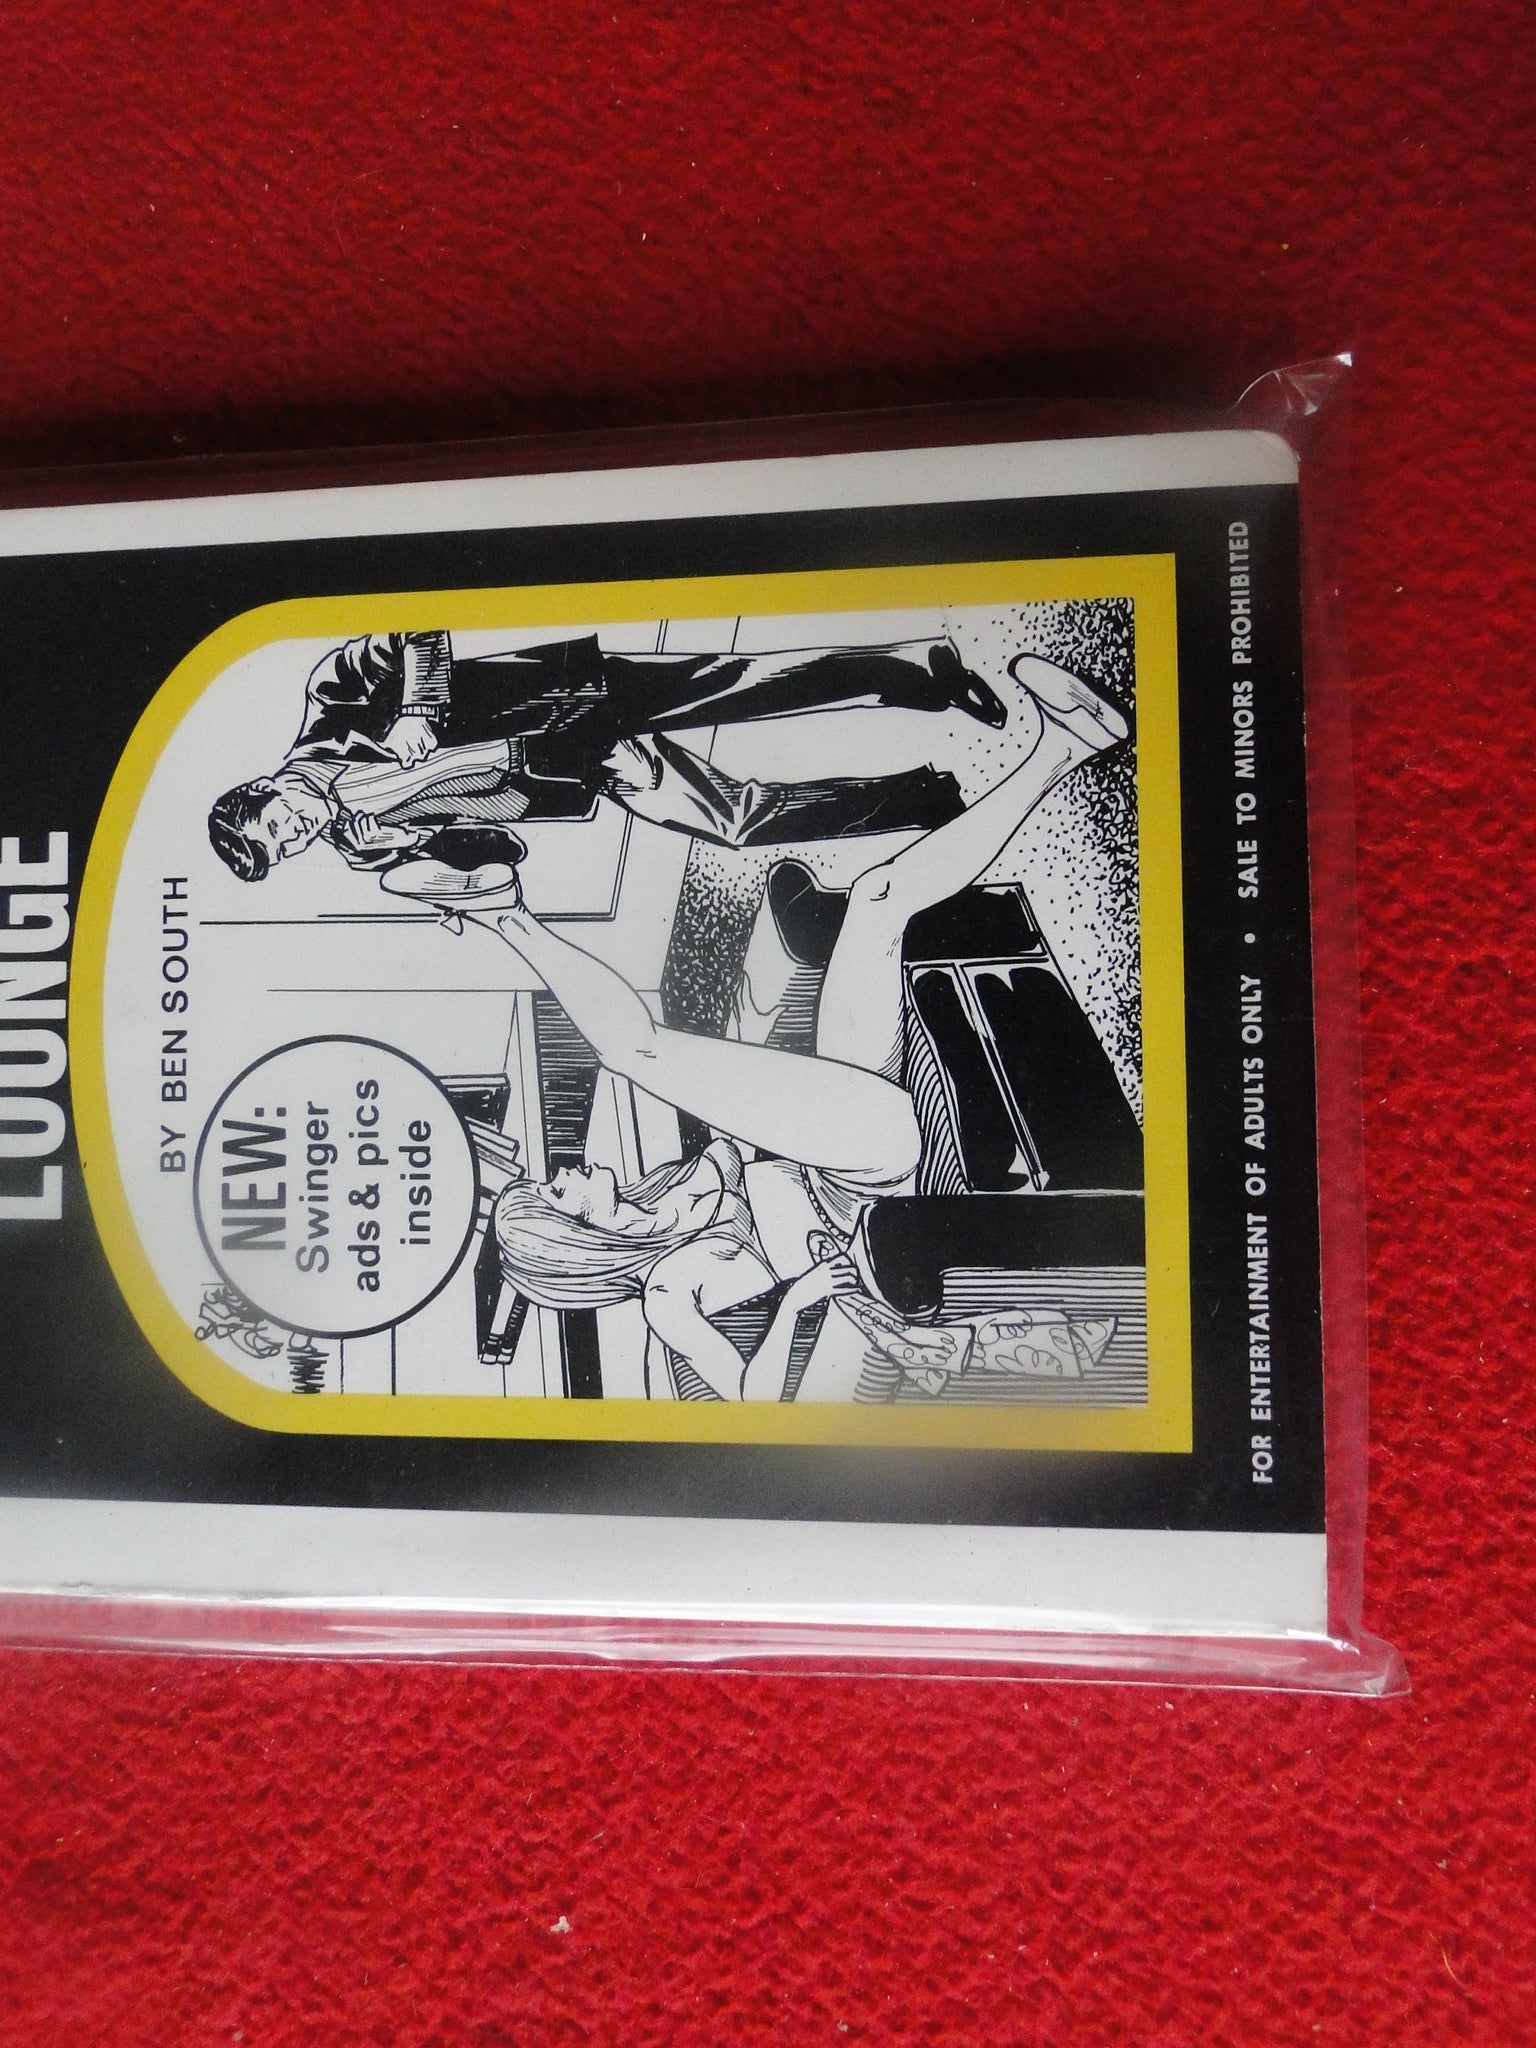 LOUNGE
BY BEN SOUTH
NEW:
Swinger
ads & pics
inside
FOR ENTERTAINMENT OF ADULTS ONLY • SALE TO MINORS PROHIBITED